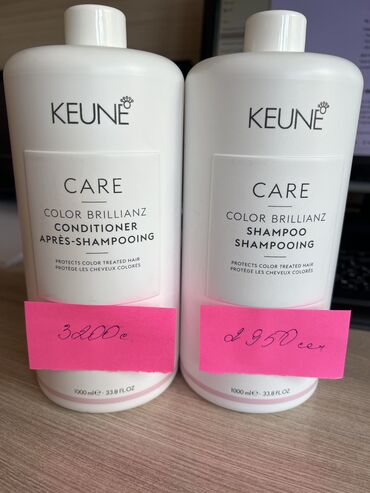 KEUNE
CARE
COLOR BRILLIANZ
CONDITIONER
APRÈS-SHAMPOOING
PROTECTS COLOR TREATED HAIR
PROTÈGE LES CHEVEUX COLORÉS
3200 с
1000 ml℮ - 33.8 FL.OZ
KEUNE
CARE
COLOR BRILLIANZ
SHAMPOO
SHAMPOOING
PROTECTS COLOR TREATED HAIR
PROTÈGE LES CHEVEUX COLORÉS
2950 сом
1000 ml℮ - 33.8 FL.OZ